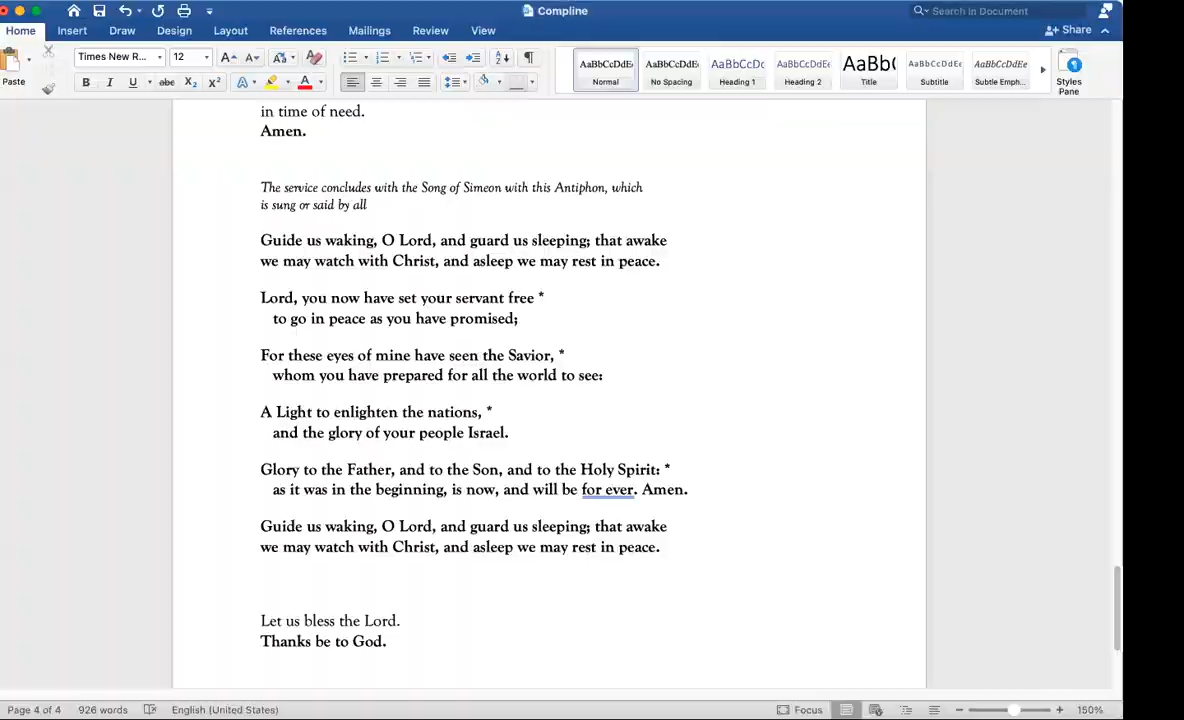 Compline
Search in Document
Home Insert Draw Design Layout References Mailings Review View
Share
Paste
Times New R...
12
AaBbCcDdEe AaBbCcDdEe AaBbCcDc AaBbCcDdEe AaBb( AaBbCcDdEe AaBbCcDdEe
Normal No Spacing Heading 1 Heading 2 Title Subtitle Subtle Emph...
Styles
Pane
in time of need.
Amen.
The service concludes with the Song of Simeon with this Antiphon, which
is sung or said by all
Guide us waking, O Lord, and guard us sleeping; that awake
we may watch with Christ, and asleep we may rest in peace.
Lord, you now have set your servant free *
to go in peace as you have promised;
For these eyes of mine have seen the Savior, *
whom you have prepared for all the world to see:
A Light to enlighten the nations, *
and the glory of your people Israel.
Glory to the Father, and to the Son, and to the Holy Spirit: *
as it was in the beginning, is now, and will be for ever. Amen.
Guide us waking, O Lord, and guard us sleeping; that awake
we may watch with Christ, and asleep we may rest in peace.
Let us bless the Lord.
Thanks be to God.
Page 4 of 4 926 words English (United States) Focus 150%